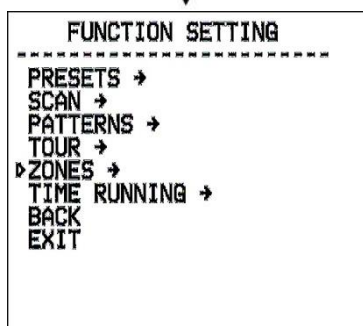 FUNCTION SETTING
------------------------
PRESETS →
SCAN →
PATTERNS →
TOUR →
▷ZONES →
TIME RUNNING →
BACK
EXIT